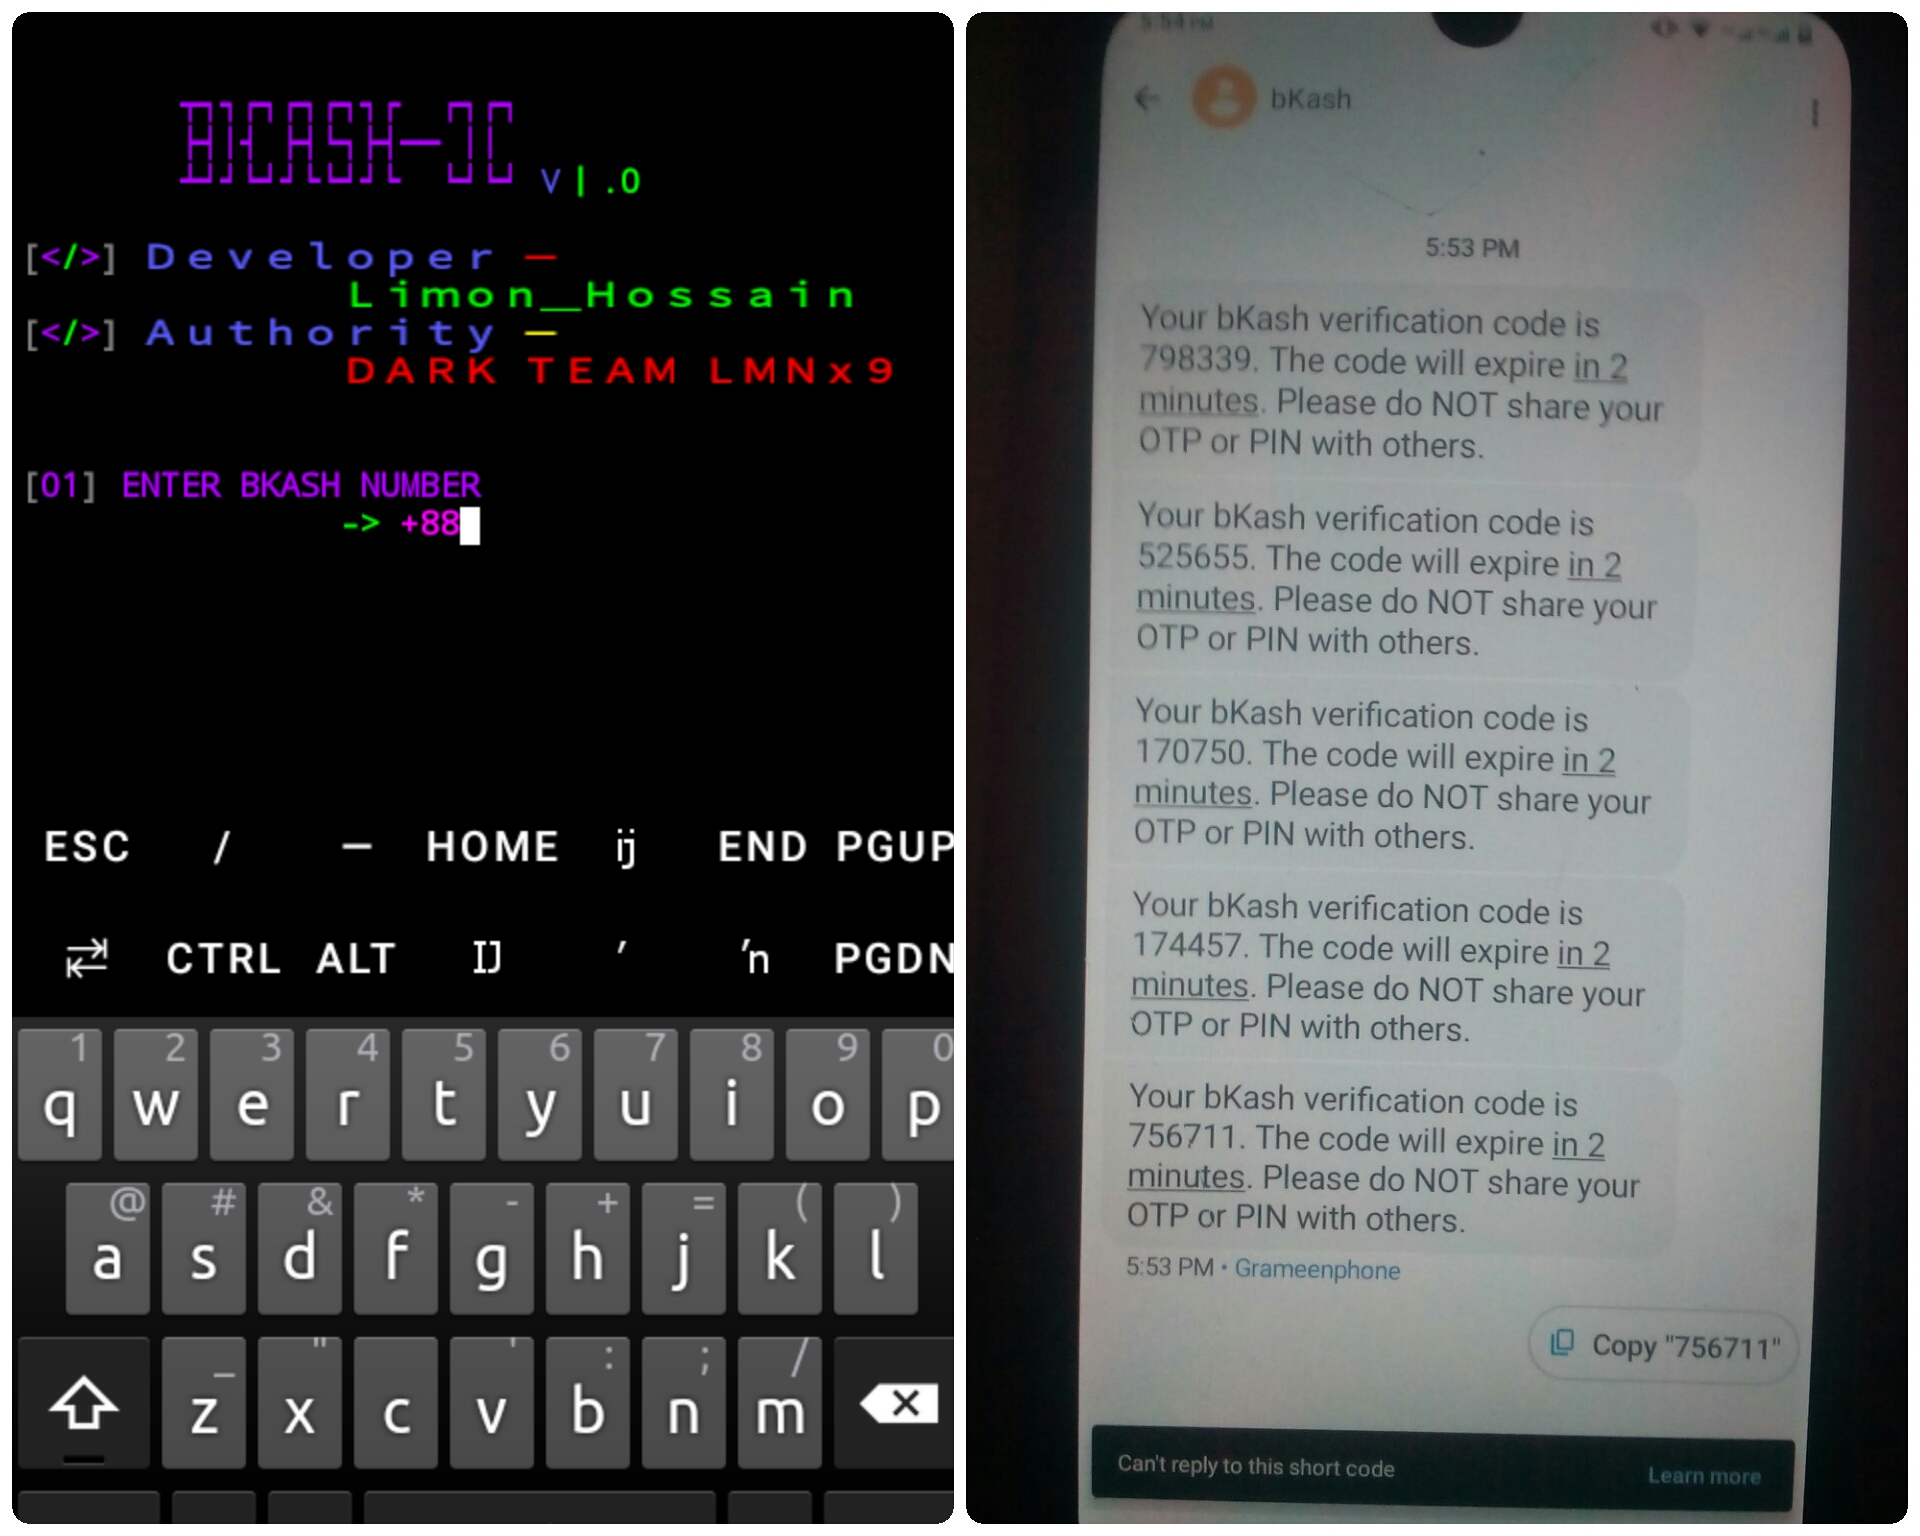 BKASH-JC V|.0
[</>] Developer —
Limon_Hossain
[</>] Authority —
DARK TEAM LMNx9
[01] ENTER BKASH NUMBER
-> +88
ESC / — HOME ĳ END PGUP
CTRL ALT Ĳ ʼ ŉ PGDN
1 2 3 4 5 6 7 8 9 0
q w e r t y u i o p
@ # & * - + = ( )
a s d f g h j k l
_ " ' : ; /
z x c v b n m
5:54 PM
bKash
5:53 PM
Your bKash verification code is
798339. The code will expire in 2
minutes. Please do NOT share your
OTP or PIN with others.
Your bKash verification code is
525655. The code will expire in 2
minutes. Please do NOT share your
OTP or PIN with others.
Your bKash verification code is
170750. The code will expire in 2
minutes. Please do NOT share your
OTP or PIN with others.
Your bKash verification code is
174457. The code will expire in 2
minutes. Please do NOT share your
OTP or PIN with others.
Your bKash verification code is
756711. The code will expire in 2
minutes. Please do NOT share your
OTP or PIN with others.
5:53 PM • Grameenphone
Copy "756711"
Can't reply to this short code
Learn more